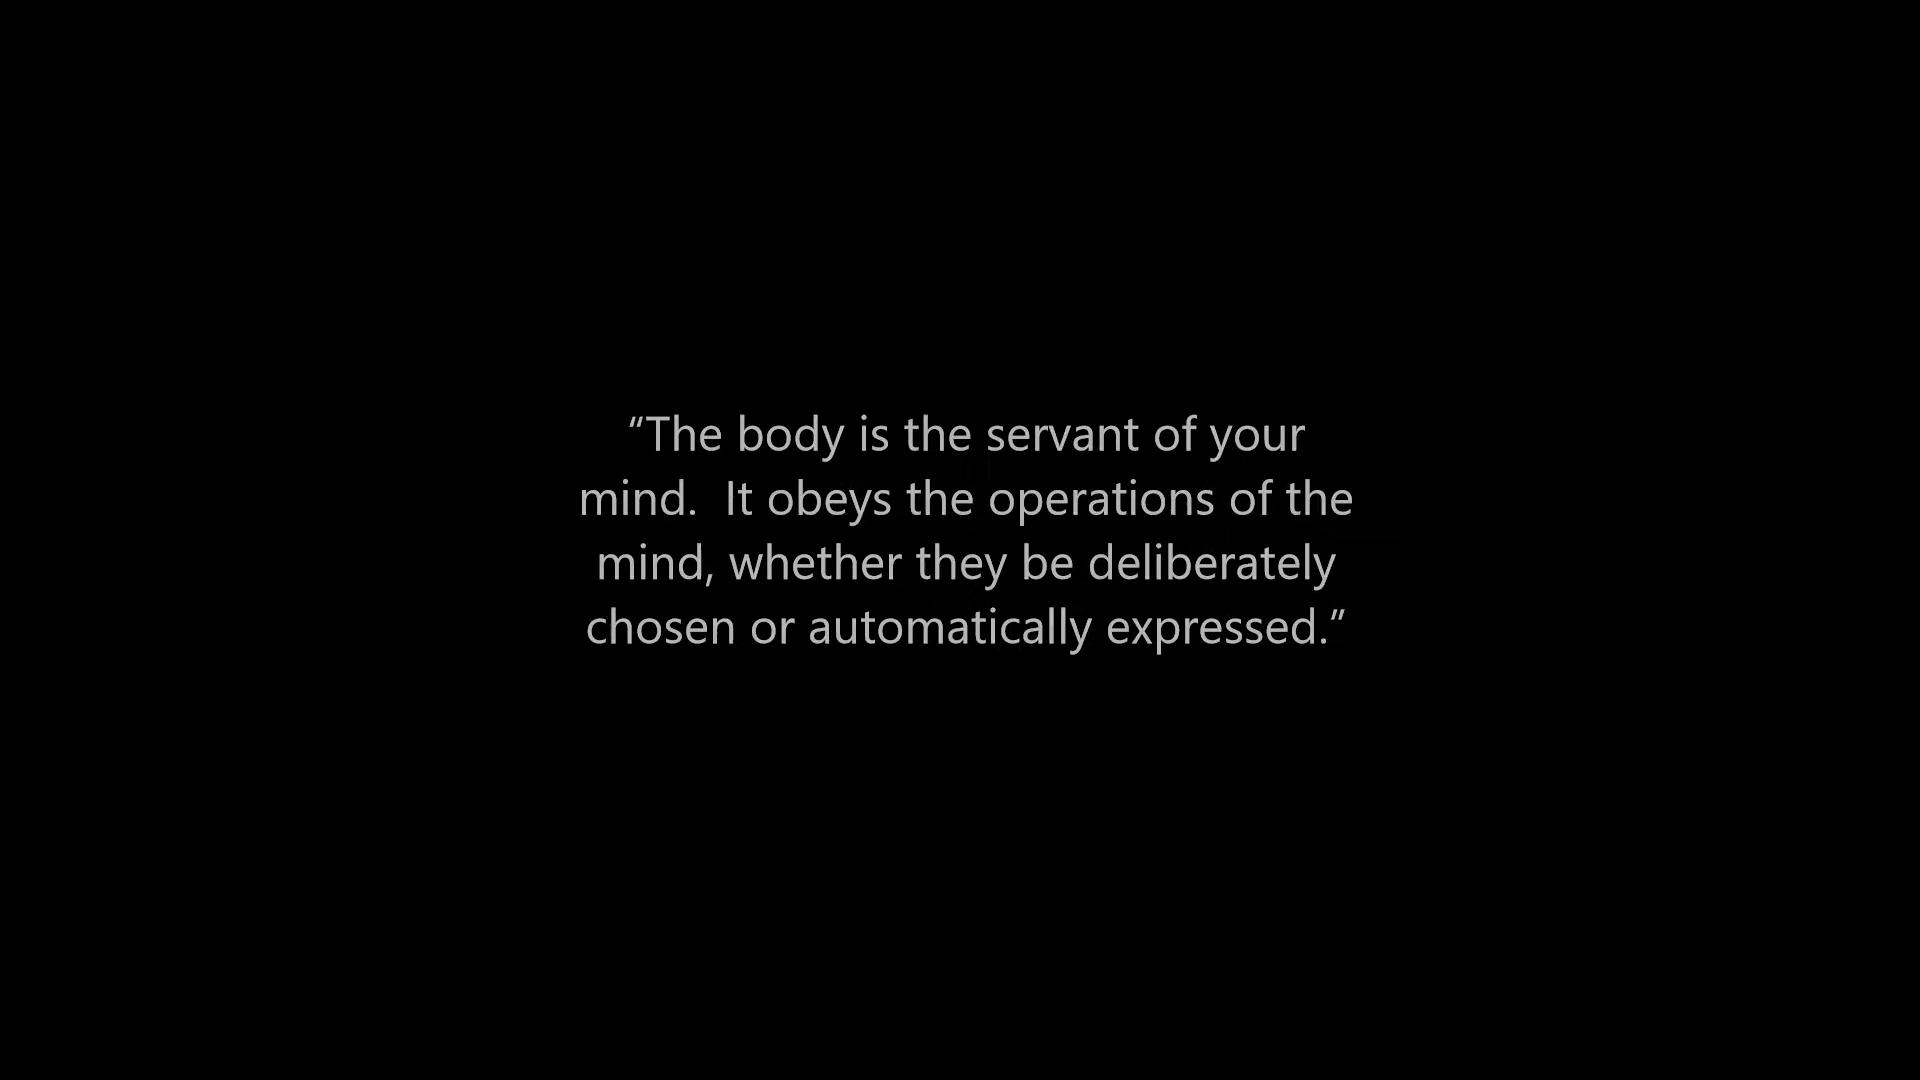 “The body is the servant of your
mind.  It obeys the operations of the
mind, whether they be deliberately
chosen or automatically expressed.”